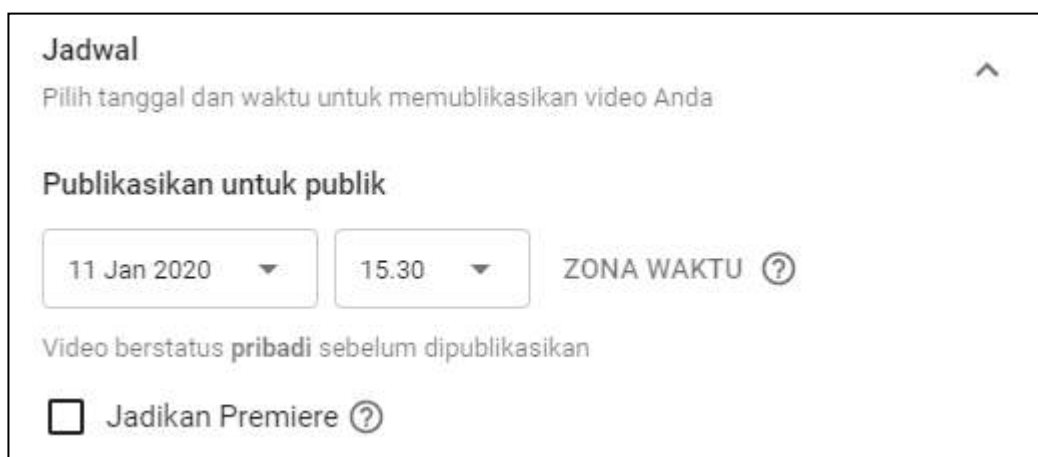 Jadwal
Pilih tanggal dan waktu untuk memublikasikan video Anda
Publikasikan untuk publik
11 Jan 2020 15.30 ZONA WAKTU
Video berstatus pribadi sebelum dipublikasikan
Jadikan Premiere